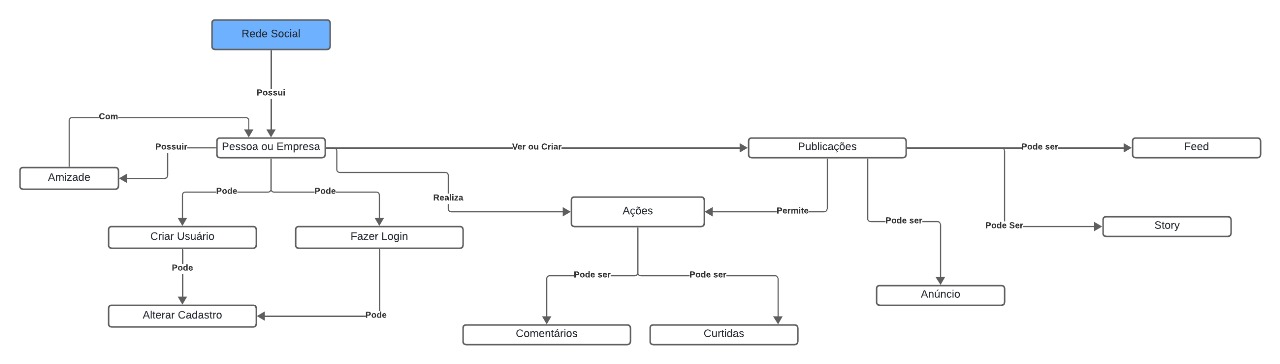 Rede Social
Possui
Com
Possuir
Pessoa ou Empresa
Ver ou Criar
Publicações
Pode ser
Feed
Amizade
Pode
Pode
Realiza
Ações
Permite
Pode ser
Pode Ser
Story
Criar Usuário
Fazer Login
Pode
Pode ser
Pode ser
Anúncio
Alterar Cadastro
Pode
Comentários
Curtidas